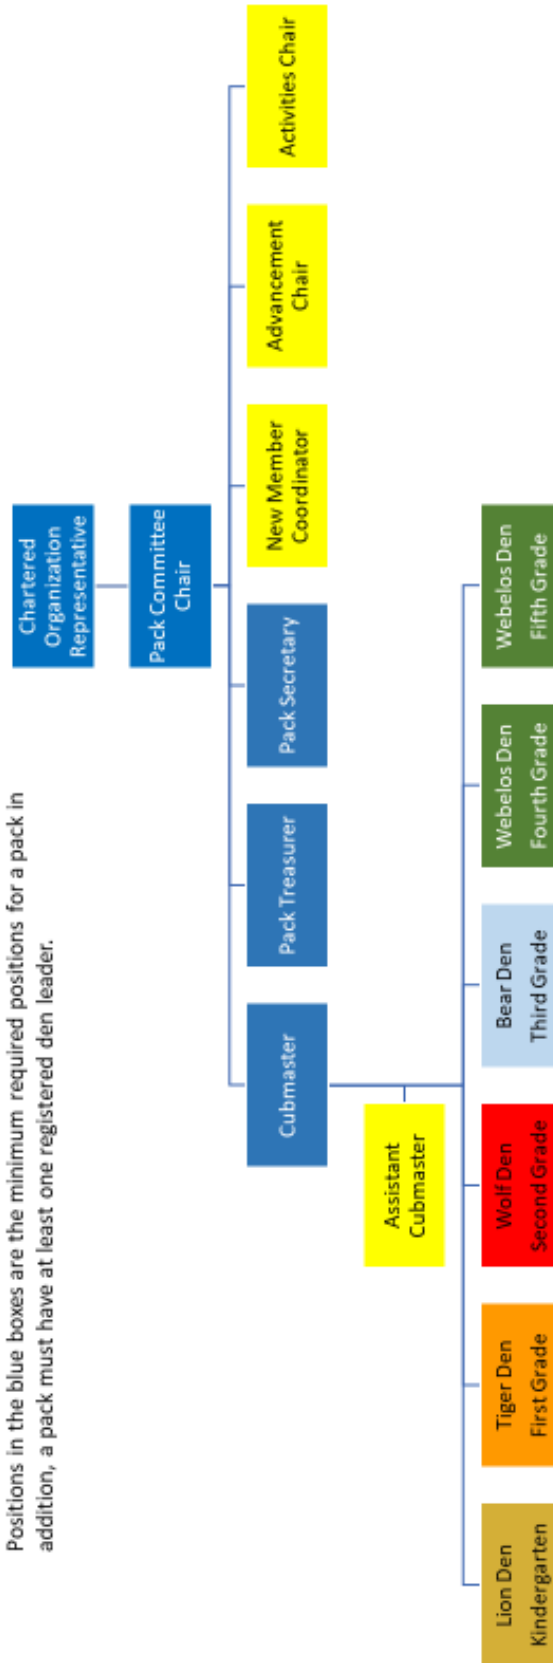 Positions in the blue boxes are the minimum required positions for a pack in
addition, a pack must have at least one registered den leader.
Chartered
Organization
Representative
Pack Committee
Chair
Cubmaster
Pack Treasurer
Pack Secretary
New Member
Coordinator
Advancement
Chair
Activities Chair
Assistant
Cubmaster
Lion Den
Kindergarten
Tiger Den
First Grade
Wolf Den
Second Grade
Bear Den
Third Grade
Webelos Den
Fourth Grade
Webelos Den
Fifth Grade